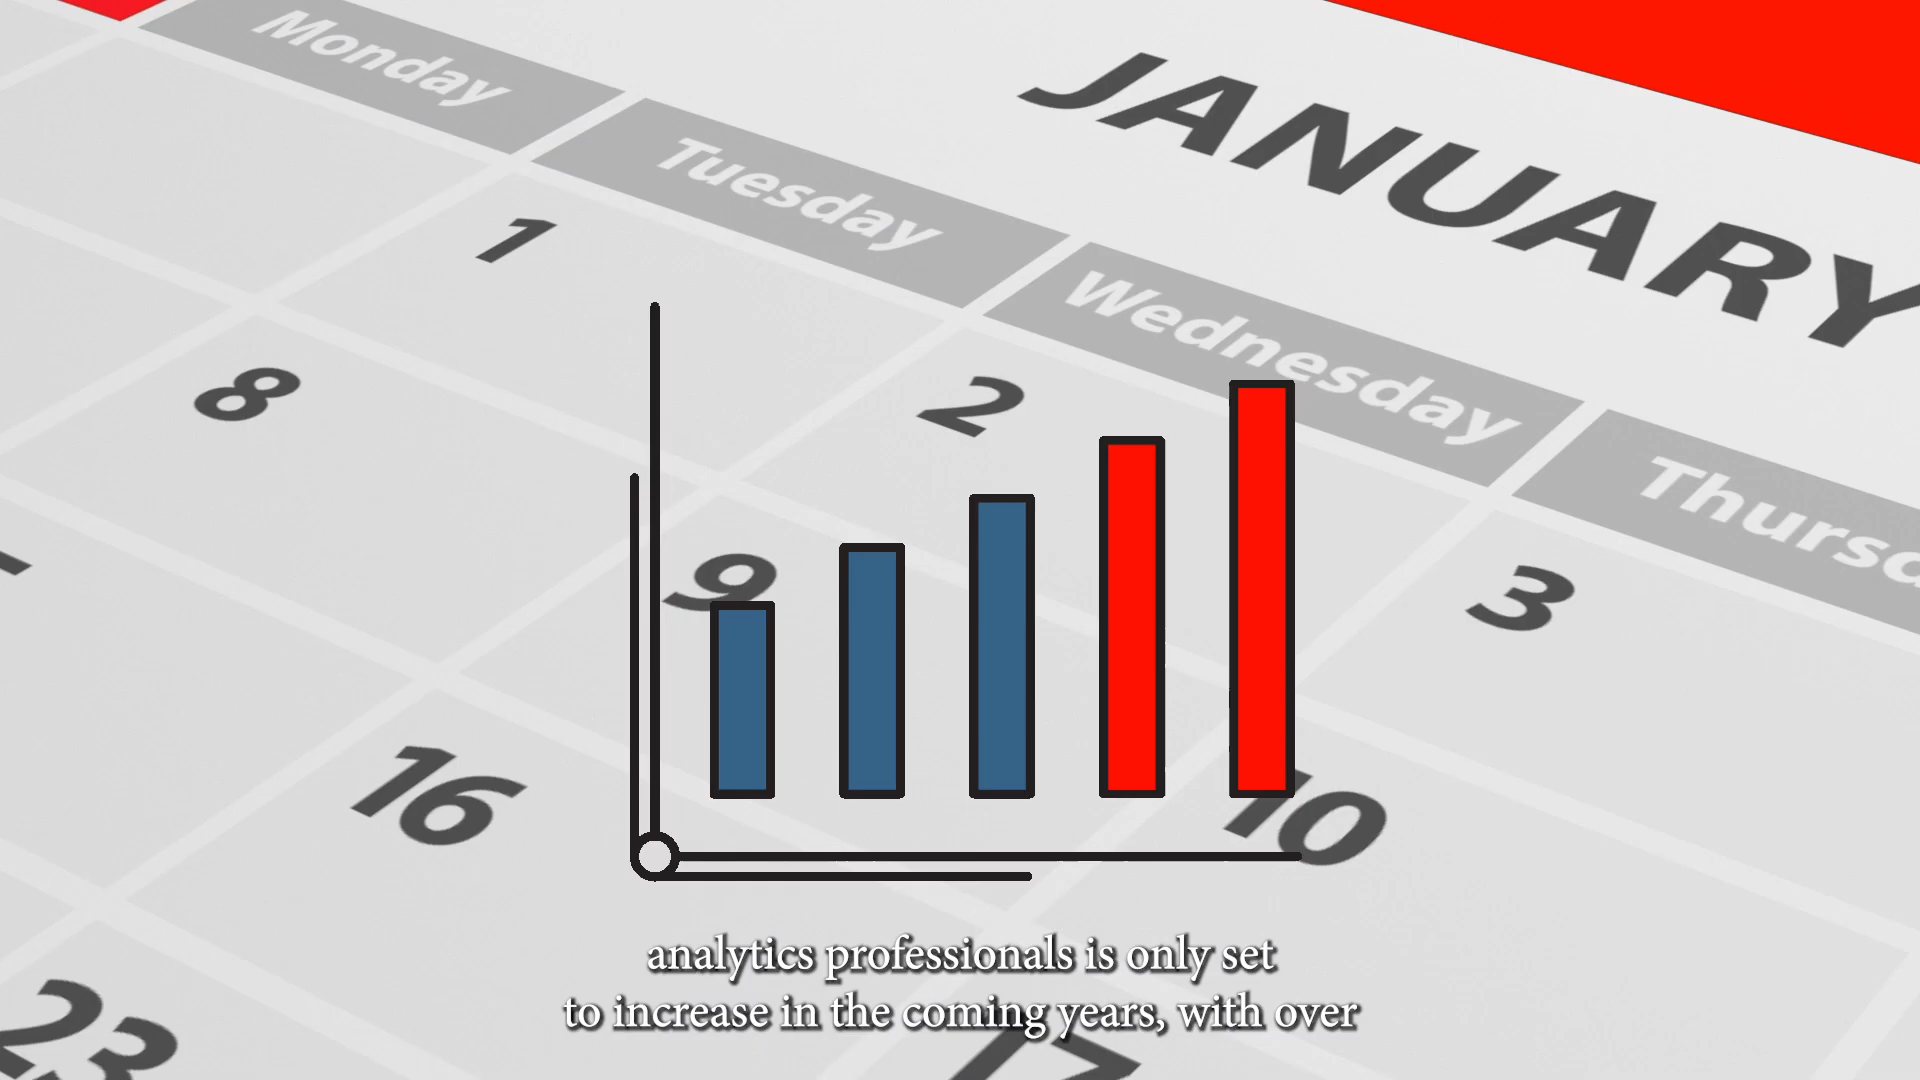 JANUARY
Monday
Tuesday
Wednesday
1
2
3
8
9
10
16
17
23
analytics professionals is only set
to increase in the coming years, with over